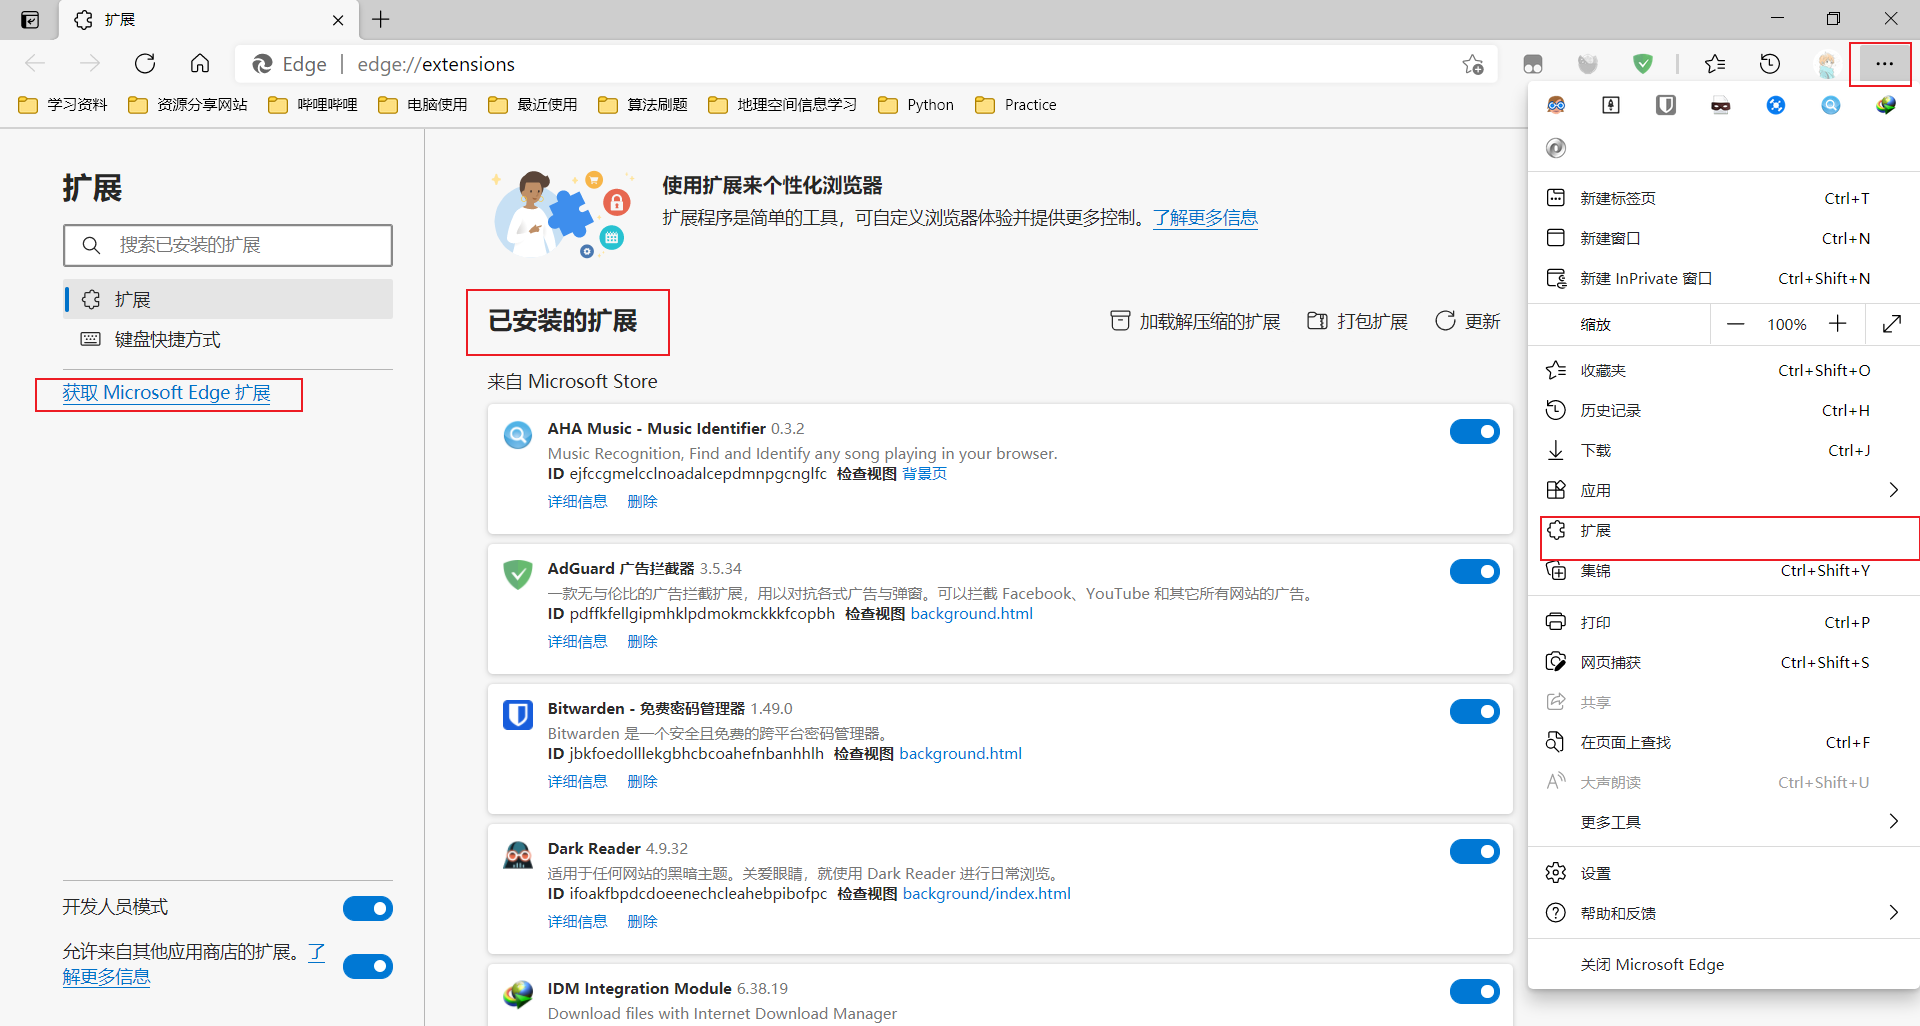 扩展
Edge | edge://extensions
学习资料 资源分享网站 哔哩哔哩 电脑使用 最近使用 算法刷题 地理空间信息学习 Python Practice
扩展
搜索已安装的扩展
扩展
键盘快捷方式
获取 Microsoft Edge 扩展
开发人员模式
允许来自其他应用商店的扩展。了
解更多信息
使用扩展来个性化浏览器
扩展程序是简单的工具，可自定义浏览器体验并提供更多控制。了解更多信息
已安装的扩展
加载解压缩的扩展 打包扩展 更新
来自 Microsoft Store
AHA Music - Music Identifier 0.3.2
Music Recognition, Find and Identify any song playing in your browser.
ID ejfccgmelcclnoadalcepdmnpgcnglfc 检查视图 背景页
详细信息 删除
AdGuard 广告拦截器 3.5.34
一款无与伦比的广告拦截扩展，用以对抗各式广告与弹窗。可以拦截 Facebook、YouTube 和其它所有网站的广告。
ID pdffkfellgipmhklpdmokmckkkfcopbh 检查视图 background.html
详细信息 删除
Bitwarden - 免费密码管理器 1.49.0
Bitwarden 是一个安全且免费的跨平台密码管理器。
ID jbkfoedolllekgbhcbcoahefnbanhhlh 检查视图 background.html
详细信息 删除
Dark Reader 4.9.32
适用于任何网站的黑暗主题。关爱眼睛，就使用 Dark Reader 进行日常浏览。
ID ifoakfbpdcdoeenechcleahebpibofpc 检查视图 background/index.html
详细信息 删除
IDM Integration Module 6.38.19
Download files with Internet Download Manager
新建标签页 Ctrl+T
新建窗口 Ctrl+N
新建 InPrivate 窗口 Ctrl+Shift+N
缩放 — 100% +
收藏夹 Ctrl+Shift+O
历史记录 Ctrl+H
下载 Ctrl+J
应用
扩展
集锦 Ctrl+Shift+Y
打印 Ctrl+P
网页捕获 Ctrl+Shift+S
共享
在页面上查找 Ctrl+F
大声朗读 Ctrl+Shift+U
更多工具
设置
帮助和反馈
关闭 Microsoft Edge